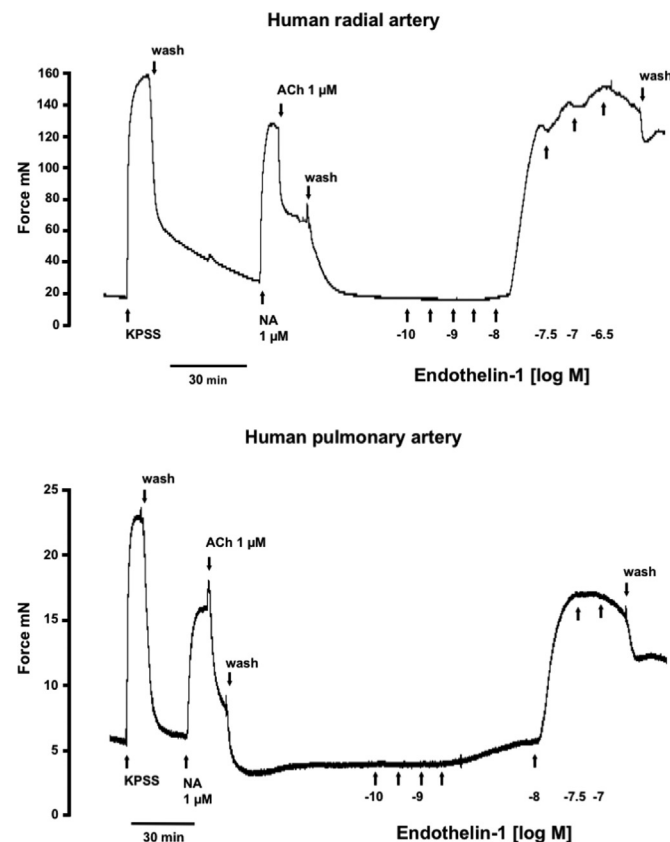 Human radial artery
wash
ACh 1 µM
wash
wash
Force mN
160
140
120
100
80
60
40
20
0
KPSS
NA
1 µM
-10
-9
-8
-7.5
-7
-6.5
30 min
Endothelin-1 [log M]
Human pulmonary artery
wash
ACh 1 µM
wash
wash
Force mN
25
20
15
10
5
0
KPSS
NA
1 µM
-10
-9
-8
-7.5
-7
30 min
Endothelin-1 [log M]